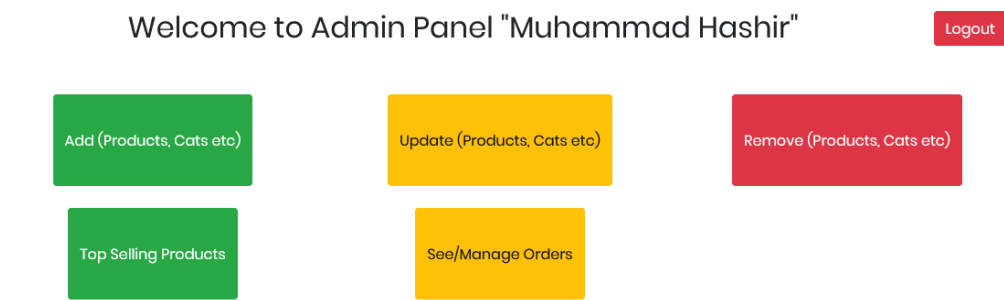 Welcome to Admin Panel "Muhammad Hashir"
Logout
Add (Products, Cats etc)
Update (Products, Cats etc)
Remove (Products, Cats etc)
Top Selling Products
See/Manage Orders